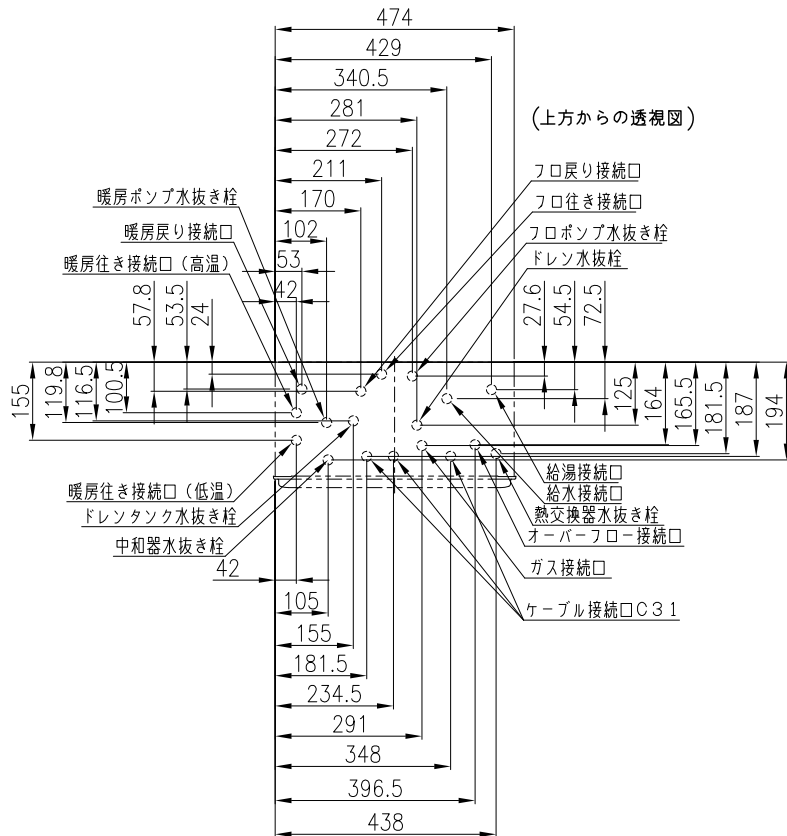 474
429
340.5
281
272
211
170
102
53
42
(上方からの透視図)
暖房ポンプ水抜き栓
暖房戻り接続口
暖房往き接続口(高温)
フロ戻り接続口
フロ往き接続口
フロポンプ水抜き栓
ドレン水抜栓
57.8
53.5
24
27.6
54.5
72.5
155
119.8
116.5
100.5
125
164
165.5
181.5
187
194
暖房往き接続口(低温)
ドレンタンク水抜き栓
中和器水抜き栓
給湯接続口
給水接続口
熱交換器水抜き栓
オーバーフロー接続口
ガス接続口
ケーブル接続口C31
42
105
155
181.5
234.5
291
348
396.5
438